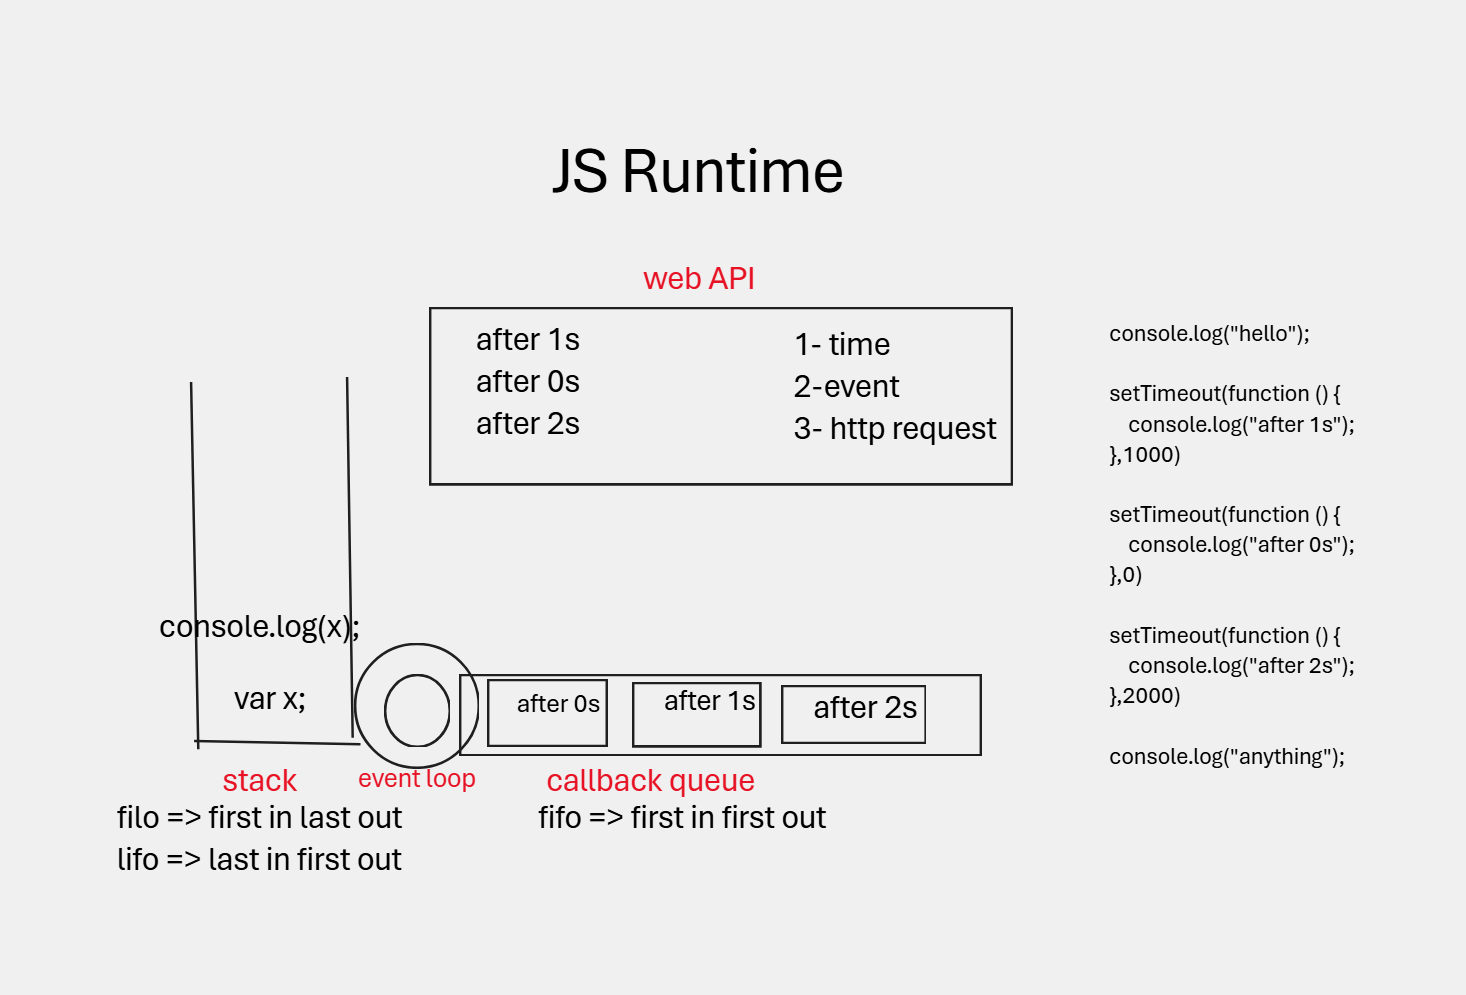 JS Runtime
web API
after 1s
after 0s
after 2s
1- time
2-event
3- http request
console.log(x);
var x;
after 0s
after 1s
after 2s
stack
event loop
callback queue
filo => first in last out
lifo => last in first out
fifo => first in first out
console.log("hello");
setTimeout(function () {
console.log("after 1s");
},1000)
setTimeout(function () {
console.log("after 0s");
},0)
setTimeout(function () {
console.log("after 2s");
},2000)
console.log("anything");